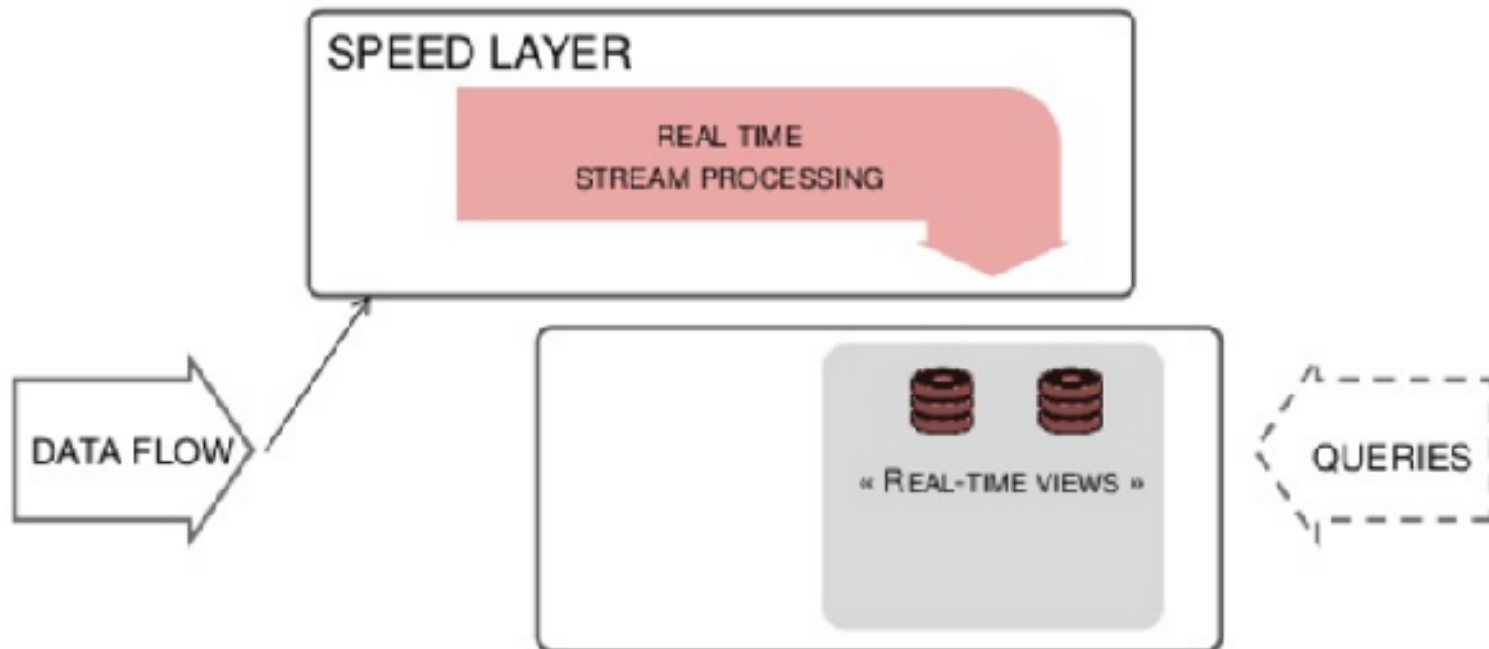 SPEED LAYER
REAL TIME
STREAM PROCESSING
DATA FLOW
« REAL-TIME VIEWS »
QUERIES